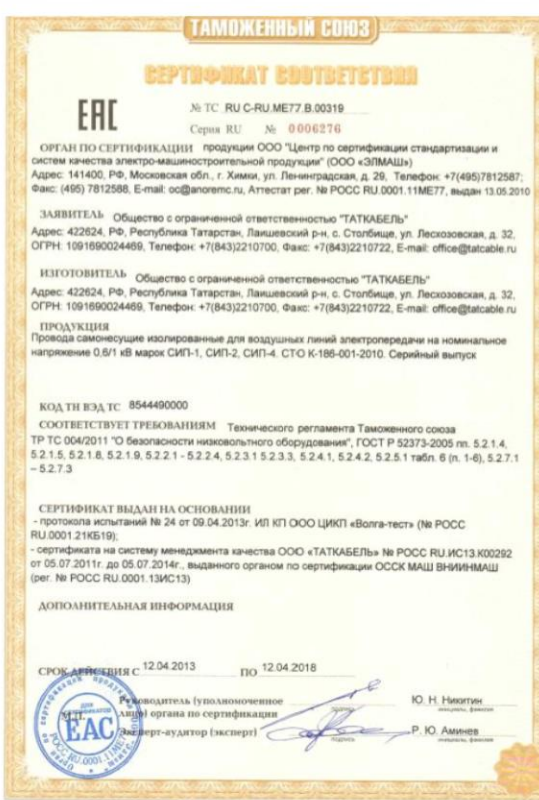 ТАМОЖЕННЫЙ СОЮЗ
СЕРТИФИКАТ СООТВЕТСТВИЯ
ЕАС
№ ТС RU C-RU.ME77.B.00319
Серия RU № 0006276
ОРГАН ПО СЕРТИФИКАЦИИ продукции ООО "Центр по сертификации стандартизации и
систем качества электро-машиностроительной продукции" (ООО «ЭЛМАШ»)
Адрес: 141400, РФ, Московская обл., г. Химки, ул. Ленинградская, д. 29, Телефон: +7(495)7812587;
Факс: (495) 7812588, E-mail: oc@anoremc.ru, Аттестат рег. № РОСС RU.0001.11МЕ77, выдан 13.05.2010
ЗАЯВИТЕЛЬ Общество с ограниченной ответственностью "ТАТКАБЕЛЬ"
Адрес: 422624, РФ, Республика Татарстан, Лаишевский р-н, с. Столбище, ул. Лесхозовская, д. 32,
ОГРН: 1091690024469, Телефон: +7(843)2210700, Факс: +7(843)2210722, E-mail: office@tatcable.ru
ИЗГОТОВИТЕЛЬ Общество с ограниченной ответственностью "ТАТКАБЕЛЬ"
Адрес: 422624, РФ, Республика Татарстан, Лаишевский р-н, с. Столбище, ул. Лесхозовская, д. 32,
ОГРН: 1091690024469, Телефон: +7(843)2210700, Факс: +7(843)2210722, E-mail: office@tatcable.ru
ПРОДУКЦИЯ
Провода самонесущие изолированные для воздушных линий электропередачи на номинальное
напряжение 0,6/1 кВ марок СИП-1, СИП-2, СИП-4. СТО К-186-001-2010. Серийный выпуск
КОД ТН ВЭД ТС 8544490000
СООТВЕТСТВУЕТ ТРЕБОВАНИЯМ Технического регламента Таможенного союза
ТР ТС 004/2011 "О безопасности низковольтного оборудования", ГОСТ Р 52373-2005 пп. 5.2.1.4,
5.2.1.5, 5.2.1.8, 5.2.1.9, 5.2.2.1 - 5.2.2.4, 5.2.3.1 5.2.3.3, 5.2.4.1, 5.2.4.2, 5.2.5.1 табл. 6 (п. 1-6), 5.2.7.1
– 5.2.7.3
СЕРТИФИКАТ ВЫДАН НА ОСНОВАНИИ
- протокола испытаний № 24 от 09.04.2013г. ИЛ КП ООО ЦИКП «Волга-тест» (№ РОСС
RU.0001.21КБ19);
- сертификата на систему менеджмента качества ООО «ТАТКАБЕЛЬ» № РОСС RU.ИС13.К00292
от 05.07.2011г. до 05.07.2014г., выданного органом по сертификации ОССК МАШ ВНИИНМАШ
(рег. № РОСС RU.0001.13ИС13)
ДОПОЛНИТЕЛЬНАЯ ИНФОРМАЦИЯ
СРОК ДЕЙСТВИЯ С 12.04.2013 ПО 12.04.2018
М.П.
Руководитель (уполномоченное
лицо) органа по сертификации
подпись
Ю. Н. Никитин
инициалы, фамилия
Эксперт-аудитор (эксперт)
подпись
Р. Ю. Аминев
инициалы, фамилия
ДЛЯ
СЕРТИФИКАТОВ
ЕАС